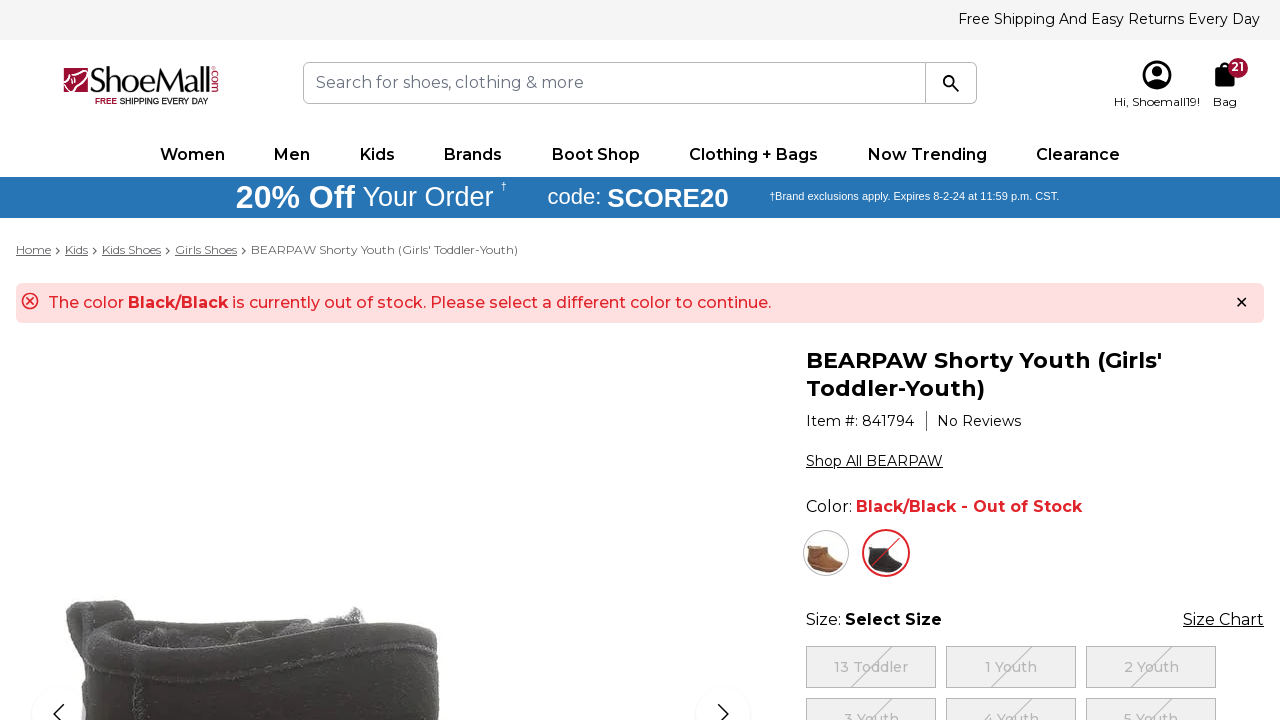 Free Shipping And Easy Returns Every Day
ShoeMall.com
FREE SHIPPING EVERY DAY
Search for shoes, clothing & more
21
Hi, Shoemall19!
Bag
Women Men Kids Brands Boot Shop Clothing + Bags Now Trending Clearance
20% Off Your Order † code: SCORE20 †Brand exclusions apply. Expires 8-2-24 at 11:59 p.m. CST.
Home > Kids > Kids Shoes > Girls Shoes > BEARPAW Shorty Youth (Girls' Toddler-Youth)
The color Black/Black is currently out of stock. Please select a different color to continue.
BEARPAW Shorty Youth (Girls'
Toddler-Youth)
Item #: 841794 | No Reviews
Shop All BEARPAW
Color: Black/Black - Out of Stock
Size: Select Size Size Chart
13 Toddler 1 Youth 2 Youth
3 Youth 4 Youth 5 Youth